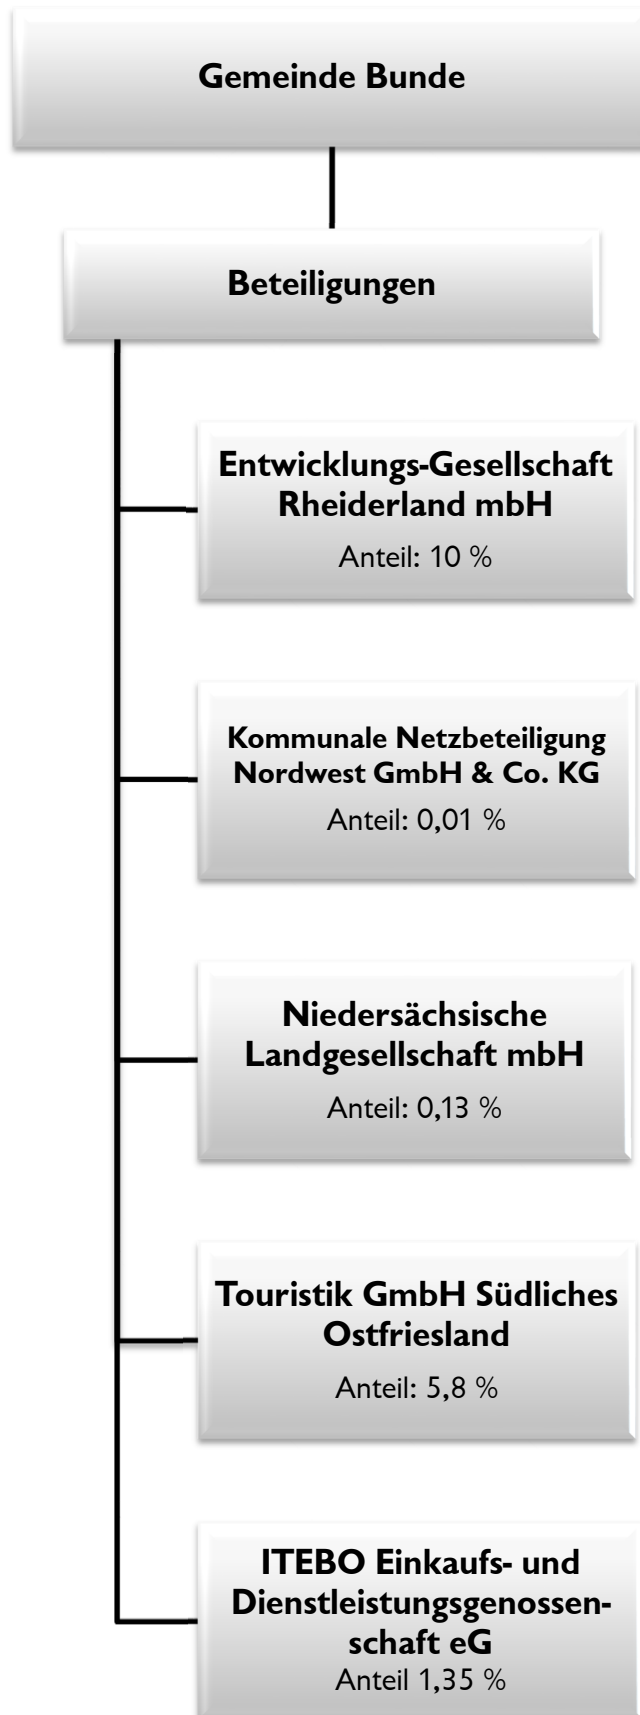 Gemeinde Bunde
Beteiligungen
Entwicklungs-Gesellschaft
Rheiderland mbH
Anteil: 10 %
Kommunale Netzbeteiligung
Nordwest GmbH & Co. KG
Anteil: 0,01 %
Niedersächsische
Landgesellschaft mbH
Anteil: 0,13 %
Touristik GmbH Südliches
Ostfriesland
Anteil: 5,8 %
ITEBO Einkaufs- und
Dienstleistungsgenossen-
schaft eG
Anteil 1,35 %